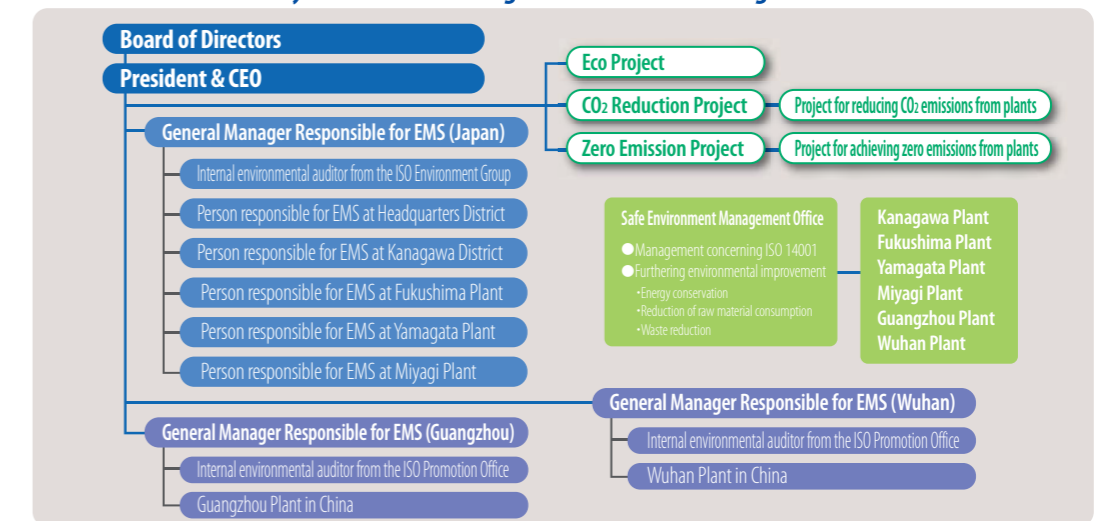 Board of Directors
President & CEO
Eco Project
CO2 Reduction Project
Project for reducing CO2 emissions from plants
Zero Emission Project
Project for achieving zero emissions from plants
General Manager Responsible for EMS (Japan)
Internal environmental auditor from the ISO Environment Group
Person responsible for EMS at Headquarters District
Person responsible for EMS at Kanagawa District
Person responsible for EMS at Fukushima Plant
Person responsible for EMS at Yamagata Plant
Person responsible for EMS at Miyagi Plant
Safe Environment Management Office
●Management concerning ISO 14001
●Furthering environmental improvement
・Energy conservation
・Reduction of raw material consumption
・Waste reduction
Kanagawa Plant
Fukushima Plant
Yamagata Plant
Miyagi Plant
Guangzhou Plant
Wuhan Plant
General Manager Responsible for EMS (Wuhan)
Internal environmental auditor from the ISO Promotion Office
Wuhan Plant in China
General Manager Responsible for EMS (Guangzhou)
Internal environmental auditor from the ISO Promotion Office
Guangzhou Plant in China